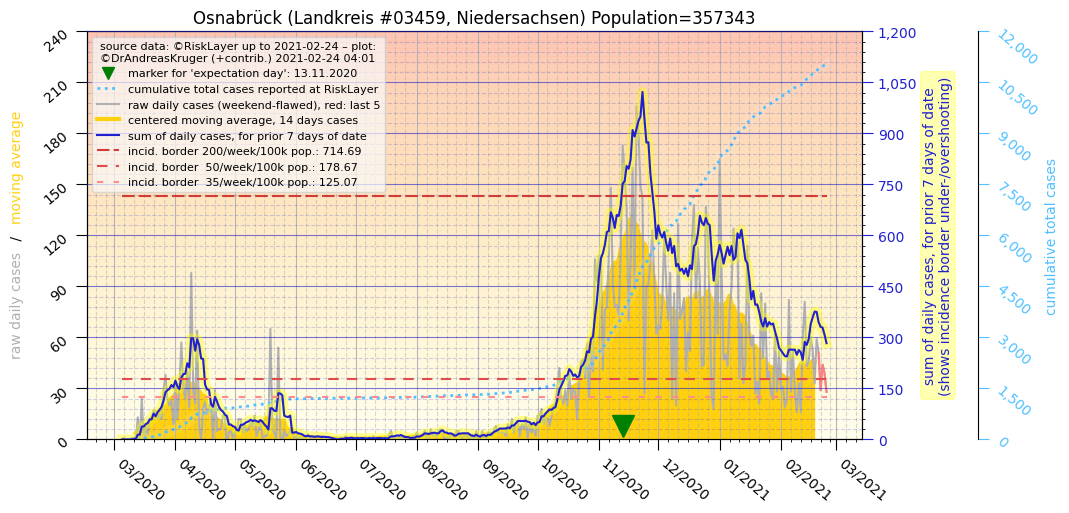 Osnabrück (Landkreis #03459, Niedersachsen) Population=357343
source data: ©RiskLayer up to 2021-02-24 – plot:
©DrAndreasKruger (+contrib.) 2021-02-24 04:01
marker for 'expectation day': 13.11.2020
cumulative total cases reported at RiskLayer
raw daily cases (weekend-flawed), red: last 5
centered moving average, 14 days cases
sum of daily cases, for prior 7 days of date
incid. border 200/week/100k pop.: 714.69
incid. border  50/week/100k pop.: 178.67
incid. border  35/week/100k pop.: 125.07
raw daily cases / moving average
240
210
180
150
120
90
60
30
0
03/2020
04/2020
05/2020
06/2020
07/2020
08/2020
09/2020
10/2020
11/2020
12/2020
01/2021
02/2021
03/2021
1,200
1,050
900
750
600
450
300
150
0
sum of daily cases, for prior 7 days of date
(shows incidence border under-/overshooting)
12,000
10,500
9,000
7,500
6,000
4,500
3,000
1,500
0
cumulative total cases